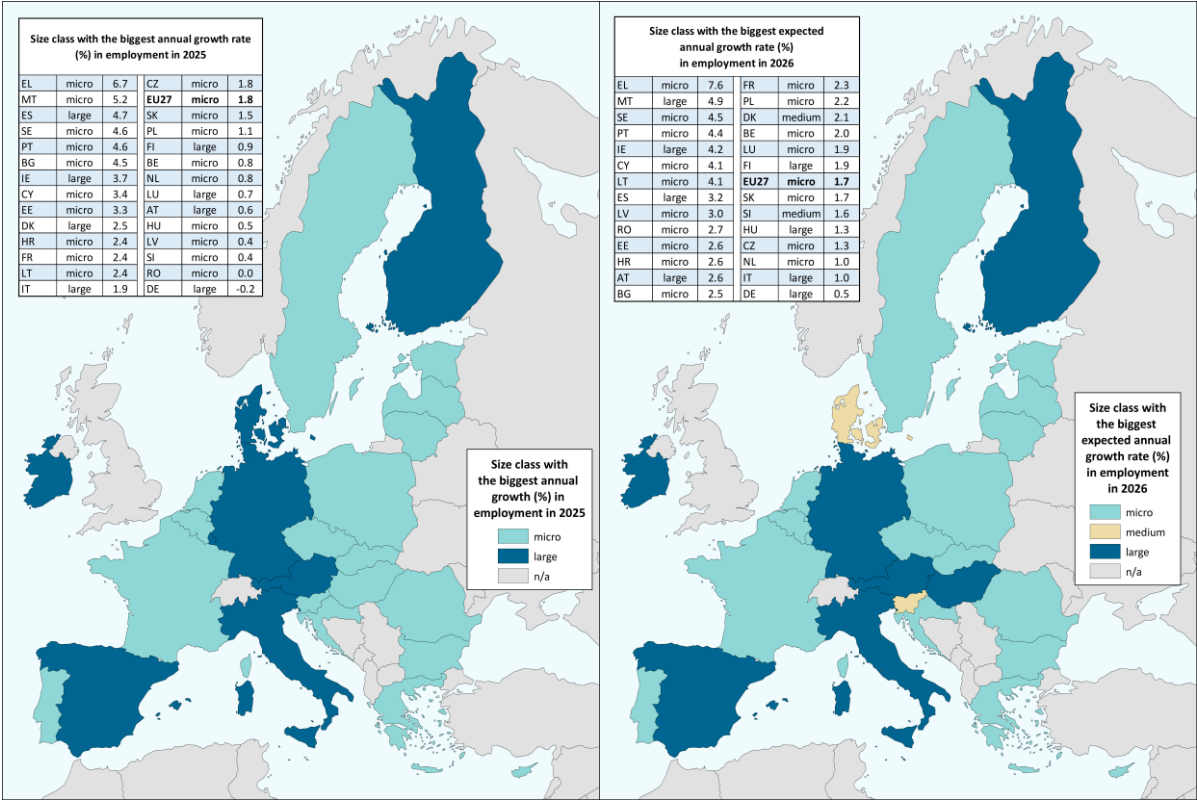 Size class with the biggest annual growth rate
(%) in employment in 2025
EL micro 6.7 CZ micro 1.8
MT micro 5.2 EU27 micro 1.8
ES large 4.7 SK micro 1.5
SE micro 4.6 PL micro 1.1
PT micro 4.6 FI large 0.9
BG micro 4.5 BE micro 0.8
IE large 3.7 NL micro 0.8
CY micro 3.4 LU large 0.7
EE micro 3.3 AT large 0.6
DK large 2.5 HU micro 0.5
HR micro 2.4 LV micro 0.4
FR micro 2.4 SI micro 0.4
LT micro 2.4 RO micro 0.0
IT large 1.9 DE large -0.2
Size class with
the biggest annual
growth (%) in
employment in 2025
micro
large
n/a
Size class with the biggest expected
annual growth rate (%)
in employment in 2026
EL micro 7.6 FR micro 2.3
MT large 4.9 PL micro 2.2
SE micro 4.5 DK medium 2.1
PT micro 4.4 BE micro 2.0
IE large 4.2 LU micro 1.9
CY micro 4.1 FI large 1.9
LT micro 4.1 EU27 micro 1.7
ES large 3.2 SK micro 1.7
LV micro 3.0 SI medium 1.6
RO micro 2.7 HU large 1.3
EE micro 2.6 CZ micro 1.3
HR micro 2.6 NL micro 1.0
AT large 2.6 IT large 1.0
BG micro 2.5 DE large 0.5
Size class with
the biggest
expected annual
growth rate (%)
in employment
in 2026
micro
medium
large
n/a